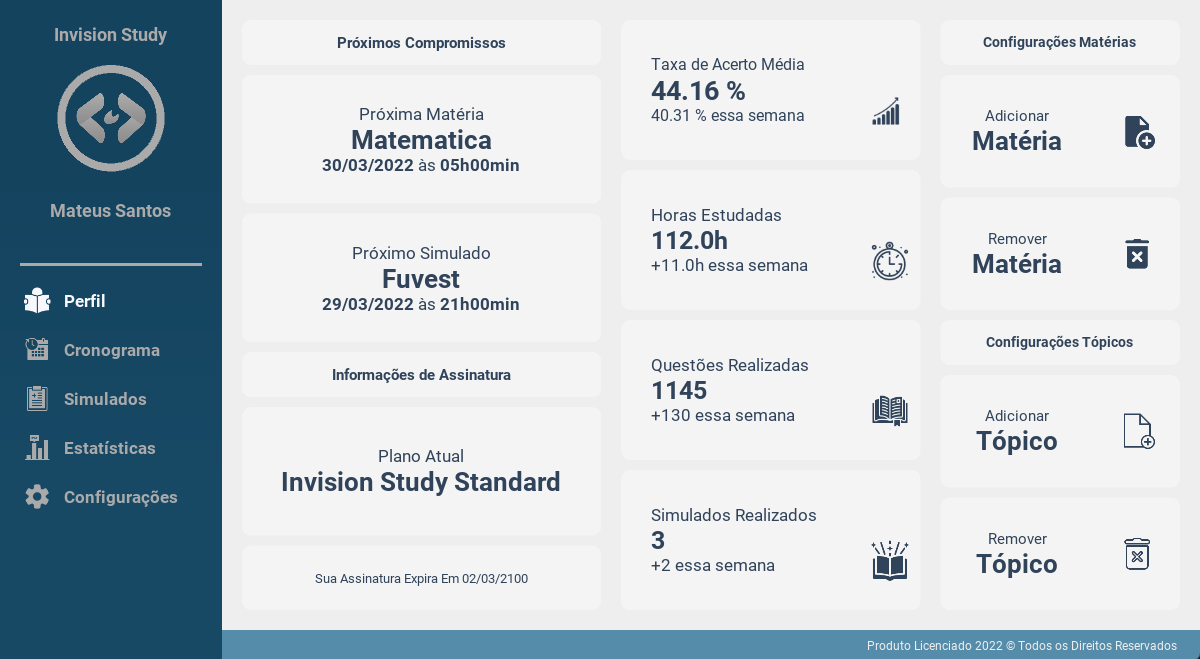 Invision Study
Mateus Santos
Perfil
Cronograma
Simulados
Estatísticas
Configurações
Próximos Compromissos
Próxima Matéria
Matematica
30/03/2022 às 05h00min
Próximo Simulado
Fuvest
29/03/2022 às 21h00min
Informações de Assinatura
Plano Atual
Invision Study Standard
Sua Assinatura Expira Em 02/03/2100
Taxa de Acerto Média
44.16 %
40.31 % essa semana
Horas Estudadas
112.0h
+11.0h essa semana
Questões Realizadas
1145
+130 essa semana
Simulados Realizados
3
+2 essa semana
Configurações Matérias
Adicionar
Matéria
Remover
Matéria
Configurações Tópicos
Adicionar
Tópico
Remover
Tópico
Produto Licenciado 2022 © Todos os Direitos Reservados